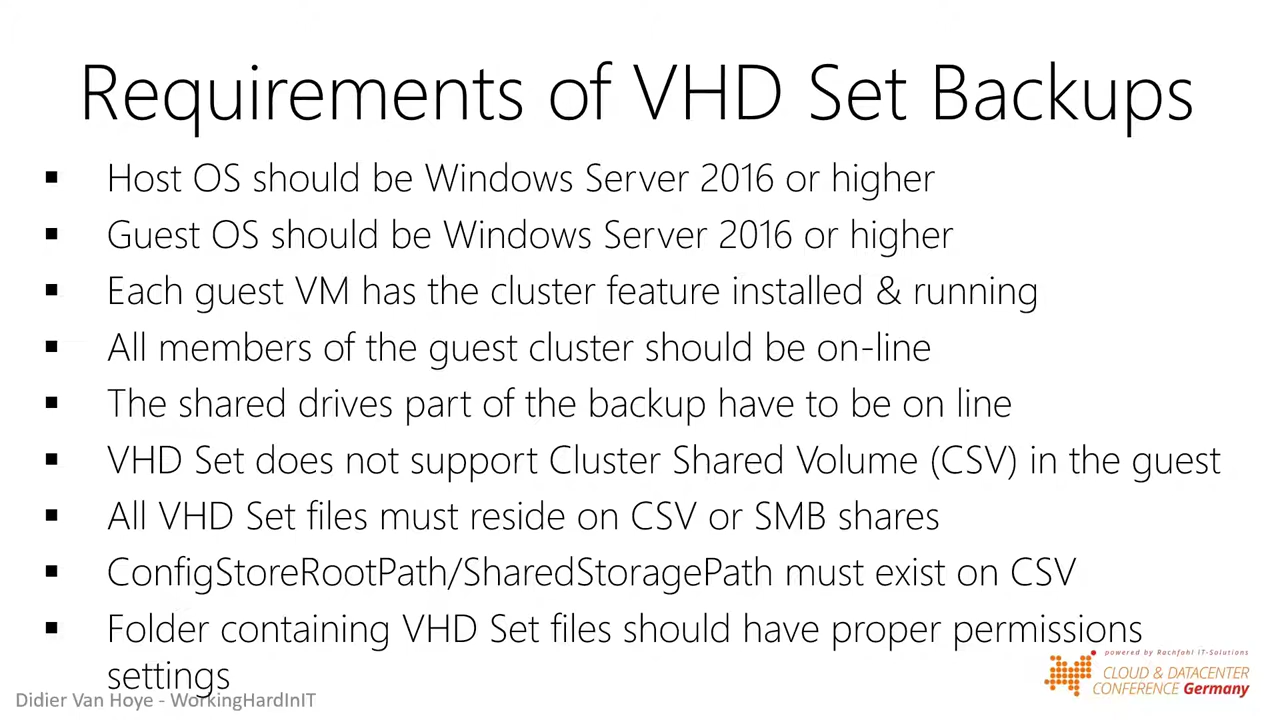 Requirements of VHD Set Backups
▪ Host OS should be Windows Server 2016 or higher
▪ Guest OS should be Windows Server 2016 or higher
▪ Each guest VM has the cluster feature installed & running
▪ All members of the guest cluster should be on-line
▪ The shared drives part of the backup have to be on line
▪ VHD Set does not support Cluster Shared Volume (CSV) in the guest
▪ All VHD Set files must reside on CSV or SMB shares
▪ ConfigStoreRootPath/SharedStoragePath must exist on CSV
▪ Folder containing VHD Set files should have proper permissions
settings
powered by Rachfahl IT-Solutions
CLOUD & DATACENTER
CONFERENCE Germany
Didier Van Hoye - WorkingHardInIT